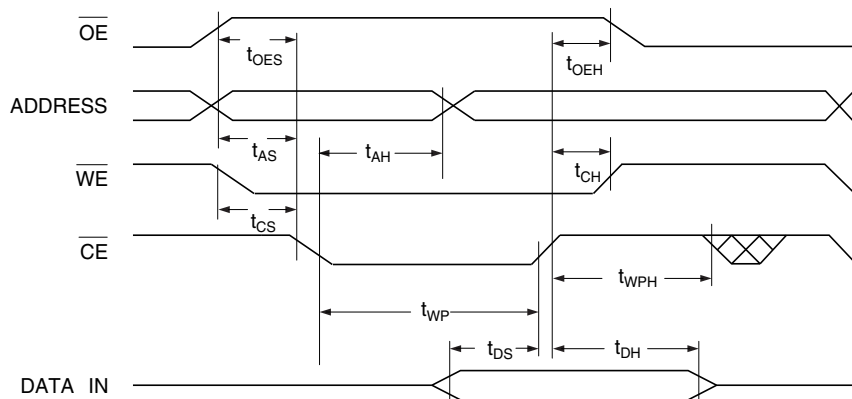 OE
tOES
tOEH
ADDRESS
tAS
tAH
WE
tCH
tCS
CE
tWPH
tWP
tDS
tDH
DATA IN